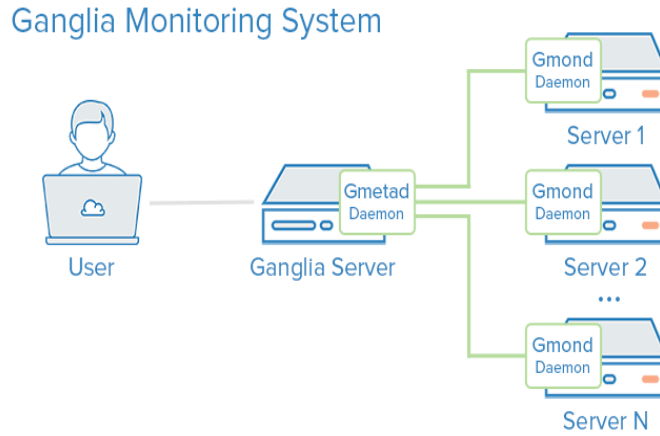 Ganglia Monitoring System
Gmond
Daemon
Server 1
Gmetad
Daemon
Gmond
Daemon
User
Ganglia Server
Server 2
...
Gmond
Daemon
Server N